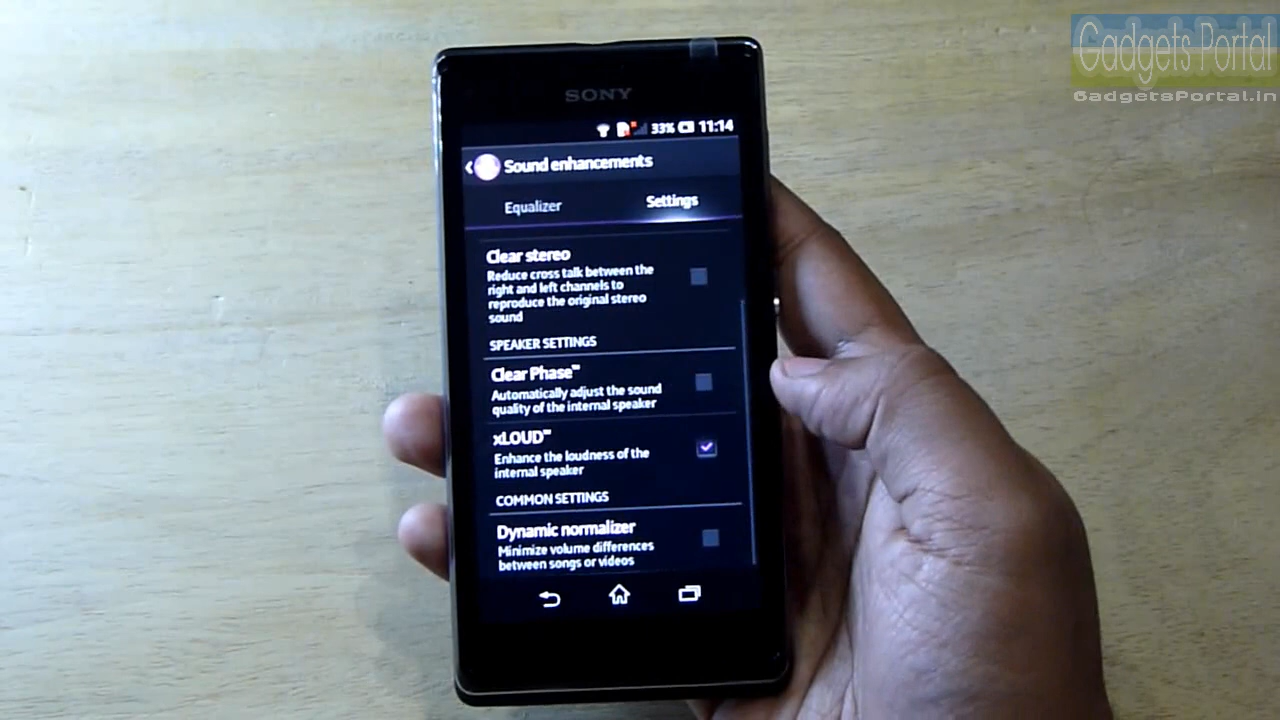 Gadgets Portal
GadgetsPortal.in
SONY
33% 11:14
Sound enhancements
Equalizer
Settings
Clear stereo
Reduce cross talk between the
right and left channels to
reproduce the original stereo
sound
SPEAKER SETTINGS
Clear Phase™
Automatically adjust the sound
quality of the internal speaker
xLOUD™
Enhance the loudness of the
internal speaker
COMMON SETTINGS
Dynamic normalizer
Minimize volume differences
between songs or videos